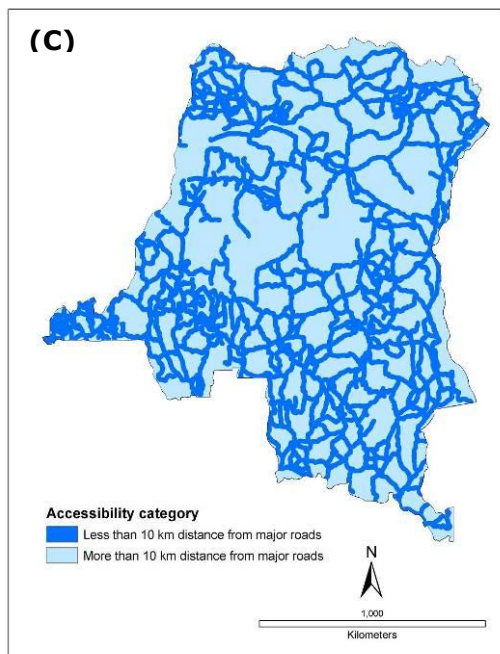 (C)
Accessibility category
Less than 10 km distance from major roads
More than 10 km distance from major roads
N
1,000
Kilometers